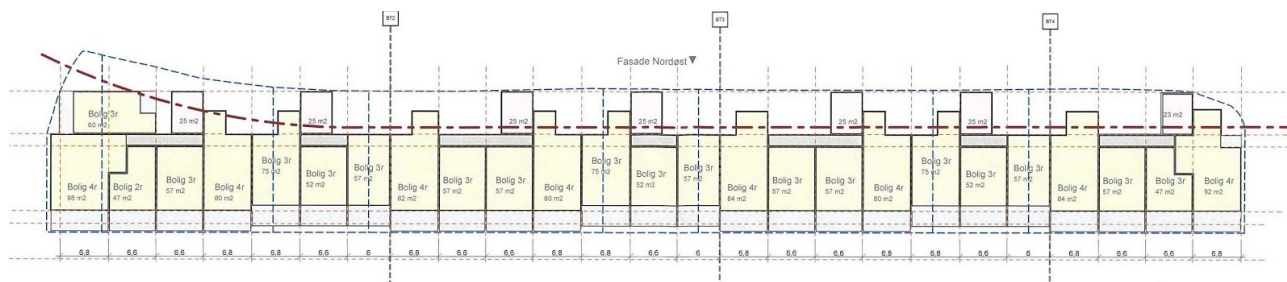 BT2
BT3
BT4
Fasade Nordøst
Bolig 3r
60 m2
25 m2
25 m2
25 m2
25 m2
25 m2
25 m2
23 m2
Bolig 4r
98 m2
Bolig 2r
47 m2
Bolig 3r
57 m2
Bolig 4r
80 m2
Bolig 3r
75 m2
Bolig 3r
52 m2
Bolig 3r
57 m2
Bolig 4r
82 m2
Bolig 3r
57 m2
Bolig 3r
57 m2
Bolig 4r
80 m2
Bolig 3r
75 m2
Bolig 3r
52 m2
Bolig 3r
57 m2
Bolig 4r
84 m2
Bolig 3r
57 m2
Bolig 3r
57 m2
Bolig 4r
80 m2
Bolig 3r
75 m2
Bolig 3r
52 m2
Bolig 3r
57 m2
Bolig 4r
84 m2
Bolig 3r
57 m2
Bolig 3r
47 m2
Bolig 4r
92 m2
6,8 6,6 6,6 6,8 6,6 6,6 6 6,8 6,6 6,6 6,8 6,6 6,6 6 6,8 6,6 6,6 6,8 6,6 6,6 6 6,8 6,6 6,6 6,8